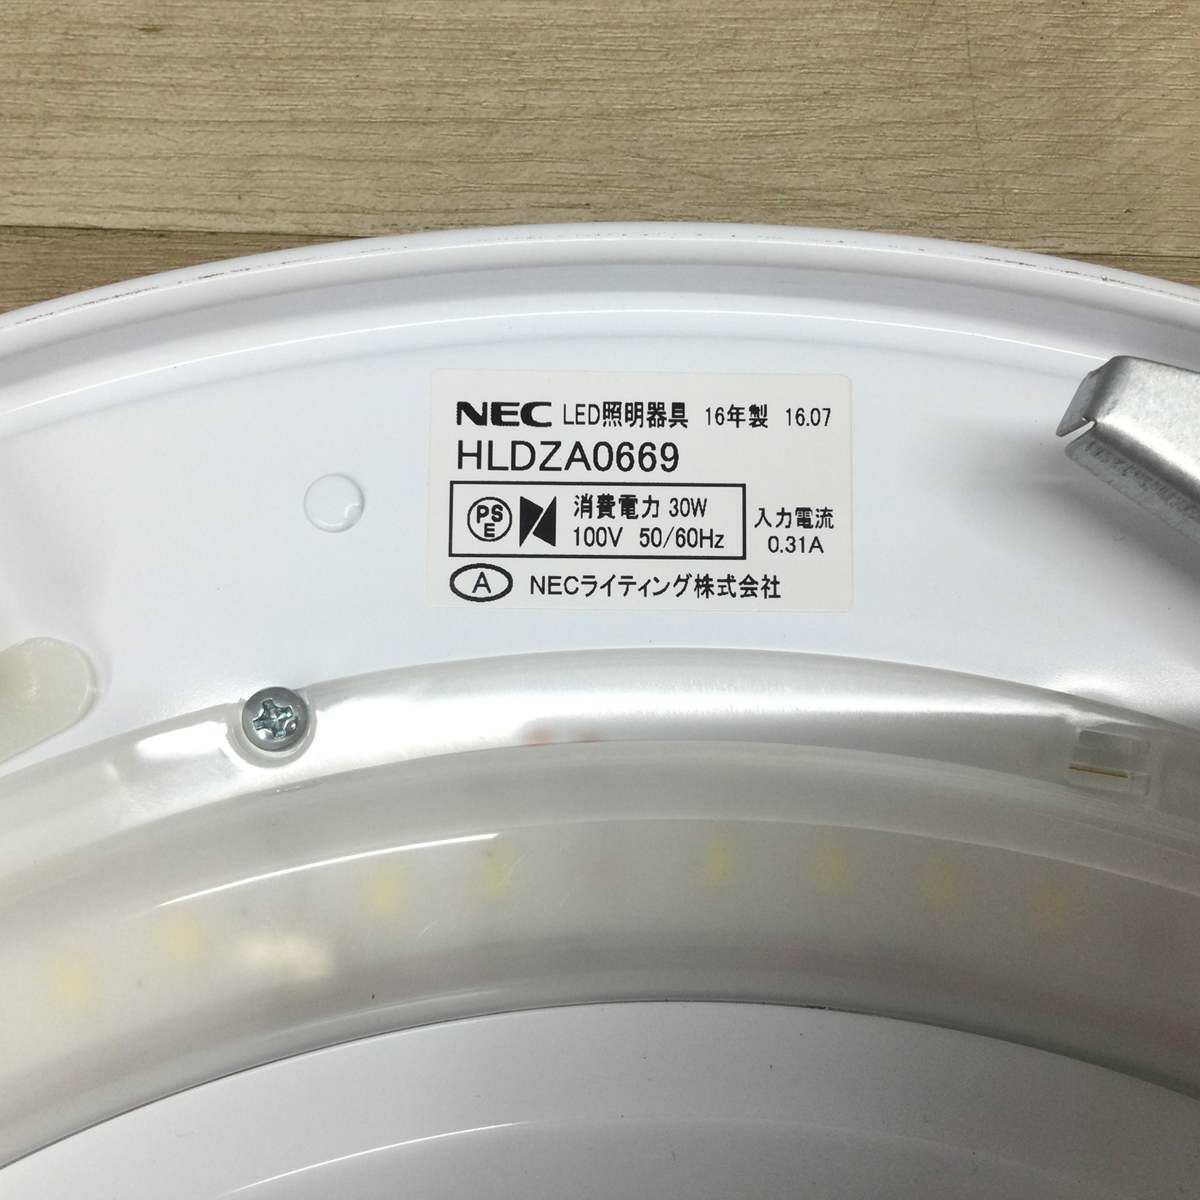 NEC LED照明器具 16年製 16.07
HLDZA0669
PSE 消費電力 30W
100V 50/60Hz
入力電流
0.31A
A NECライティング株式会社